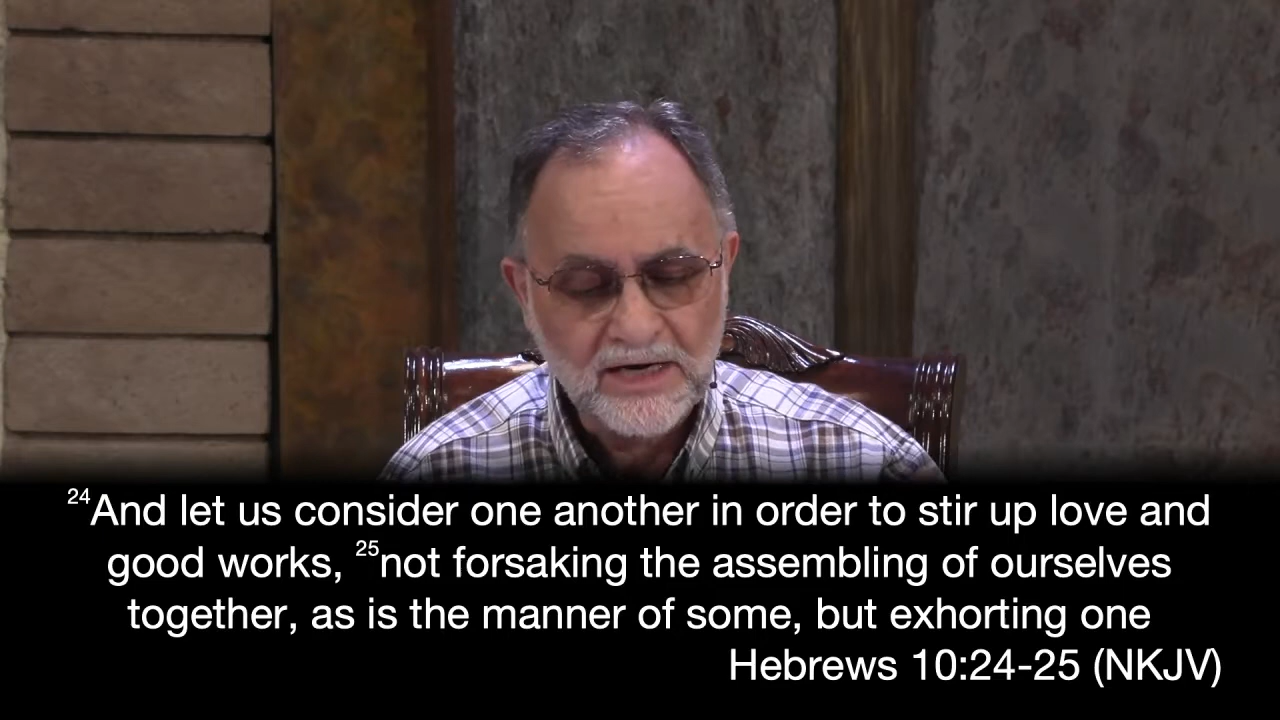 ²⁴And let us consider one another in order to stir up love and
good works, ²⁵not forsaking the assembling of ourselves
together, as is the manner of some, but exhorting one
Hebrews 10:24-25 (NKJV)